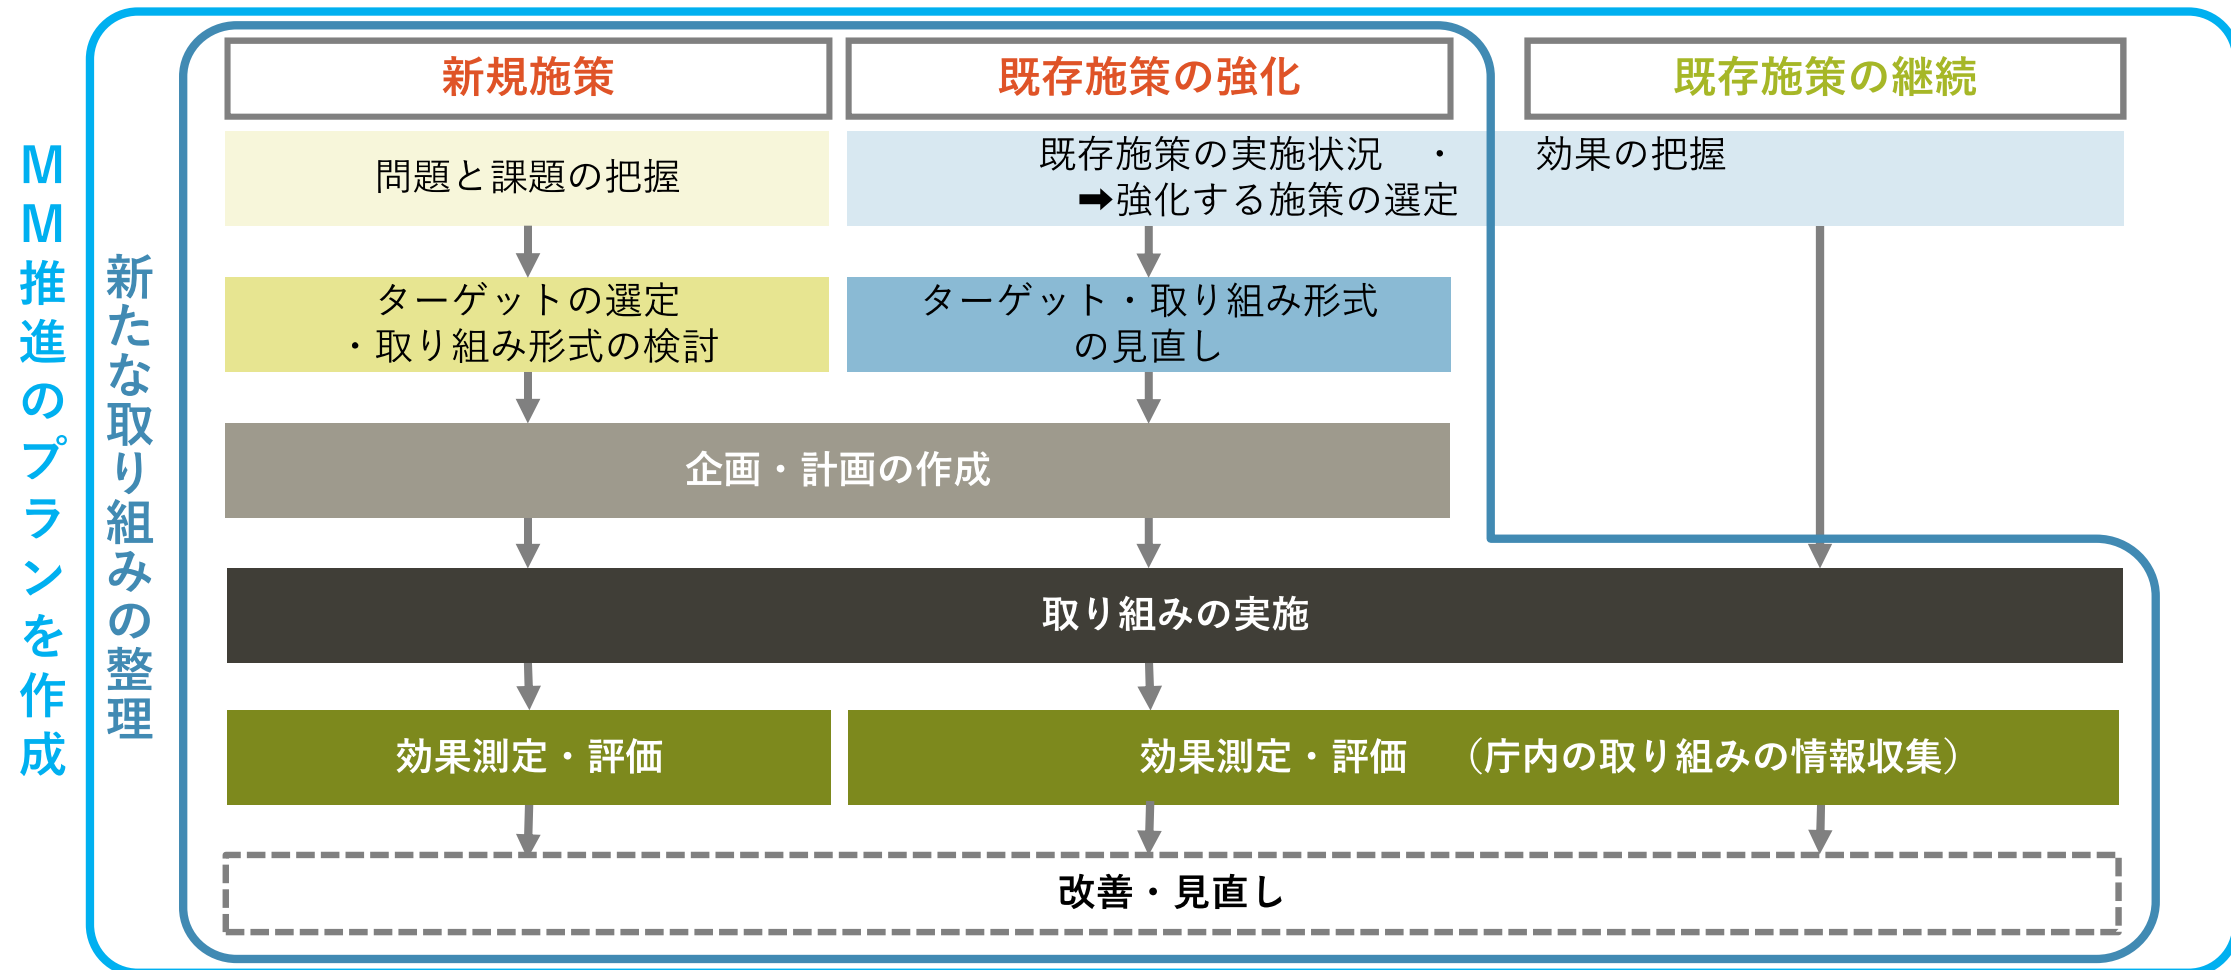 MM推進のプランを作成
新たな取り組みの整理
新規施策
既存施策の強化
既存施策の継続
問題と課題の把握
既存施策の実施状況　・　　効果の把握
➡強化する施策の選定
ターゲットの選定
・取り組み形式の検討
ターゲット・取り組み形式
の見直し
企画・計画の作成
取り組みの実施
効果測定・評価
効果測定・評価　（庁内の取り組みの情報収集）
改善・見直し